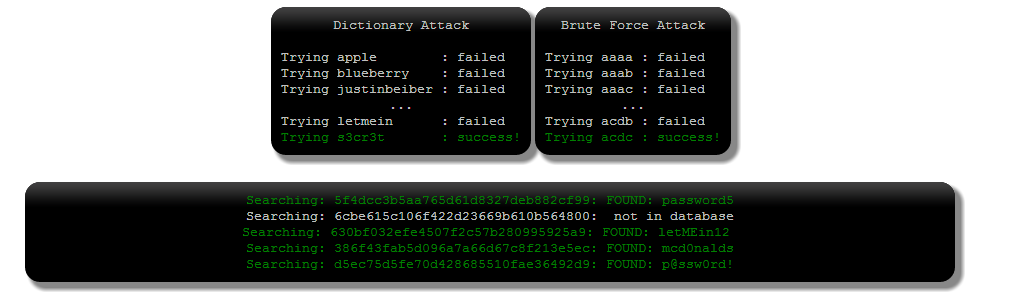 Dictionary Attack
Trying apple : failed
Trying blueberry : failed
Trying justinbeiber : failed
...
Trying letmein : failed
Trying s3cr3t : success!
Brute Force Attack
Trying aaaa : failed
Trying aaab : failed
Trying aaac : failed
...
Trying acdb : failed
Trying acdc : success!
Searching: 5f4dcc3b5aa765d61d8327deb882cf99: FOUND: password5
Searching: 6cbe615c106f422d23669b610b564800: not in database
Searching: 630bf032efe4507f2c57b280995925a9: FOUND: letMEin12
Searching: 386f43fab5d096a7a66d67c8f213e5ec: FOUND: mcd0nalds
Searching: d5ec75d5fe70d428685510fae36492d9: FOUND: p@ssw0rd!